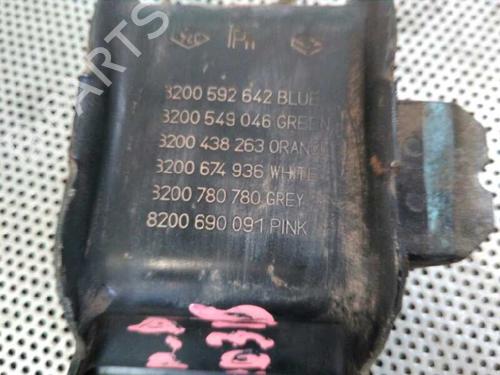 8200 592 642 BLUE
8200 549 046 GREEN
8200 438 263 ORANGE
8200 674 936 WHITE
8200 780 780 GREY
8200 690 091 PINK